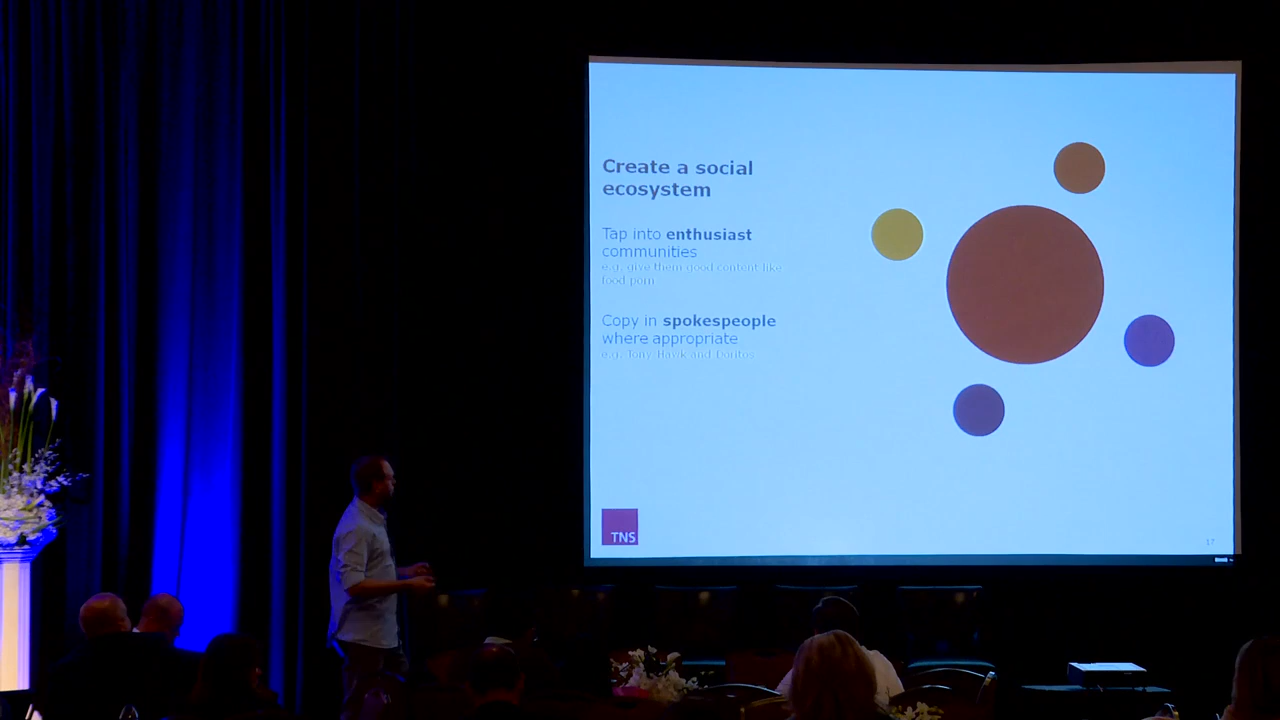 Create a social
ecosystem
Tap into enthusiast
communities
e.g. give them good content like
food porn
Copy in spokespeople
where appropriate
e.g. Tony Hawk and Doritos
TNS
17